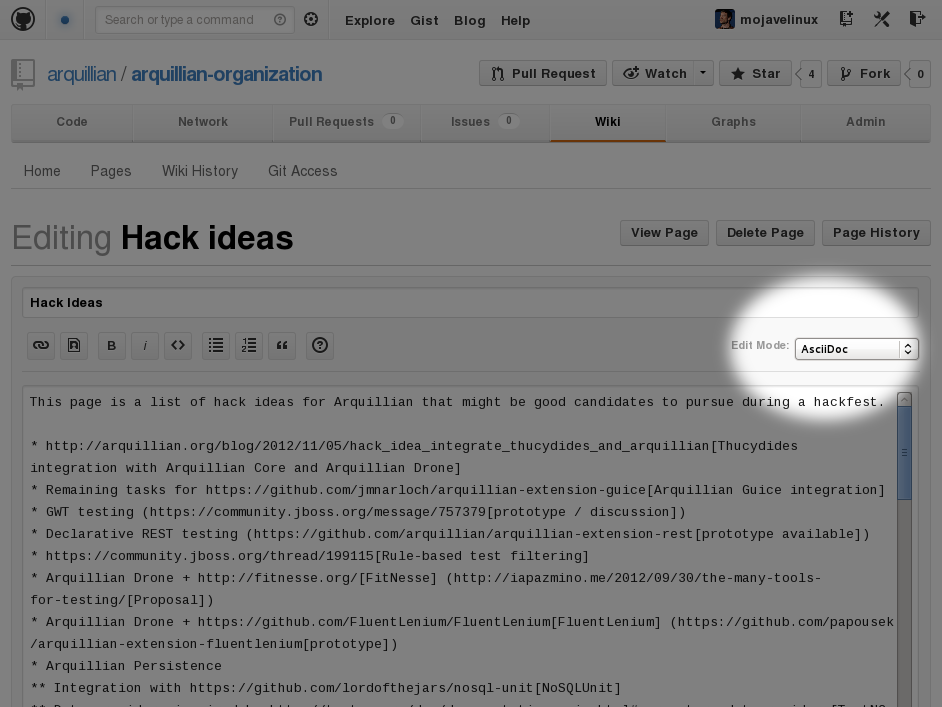 Search or type a command
Explore Gist Blog Help
mojavelinux
arquillian / arquillian-organization
Pull Request Watch Star 4 Fork 0
Code Network Pull Requests 0 Issues 0 Wiki Graphs Admin
Home Pages Wiki History Git Access
Editing Hack ideas
View Page Delete Page Page History
Hack Ideas
B i
Edit Mode: AsciiDoc
This page is a list of hack ideas for Arquillian that might be good candidates to pursue during a hackfest.
* http://arquillian.org/blog/2012/11/05/hack_idea_integrate_thucydides_and_arquillian[Thucydides
integration with Arquillian Core and Arquillian Drone]
* Remaining tasks for https://github.com/jmnarloch/arquillian-extension-guice[Arquillian Guice integration]
* GWT testing (https://community.jboss.org/message/757379[prototype / discussion])
* Declarative REST testing (https://github.com/arquillian/arquillian-extension-rest[prototype available])
* https://community.jboss.org/thread/199115[Rule-based test filtering]
* Arquillian Drone + http://fitnesse.org/[FitNesse] (http://iapazmino.me/2012/09/30/the-many-tools-
for-testing/[Proposal])
* Arquillian Drone + https://github.com/FluentLenium/FluentLenium[FluentLenium] (https://github.com/papousek
/arquillian-extension-fluentlenium[prototype])
* Arquillian Persistence
** Integration with https://github.com/lordofthejars/nosql-unit[NoSQLUnit]